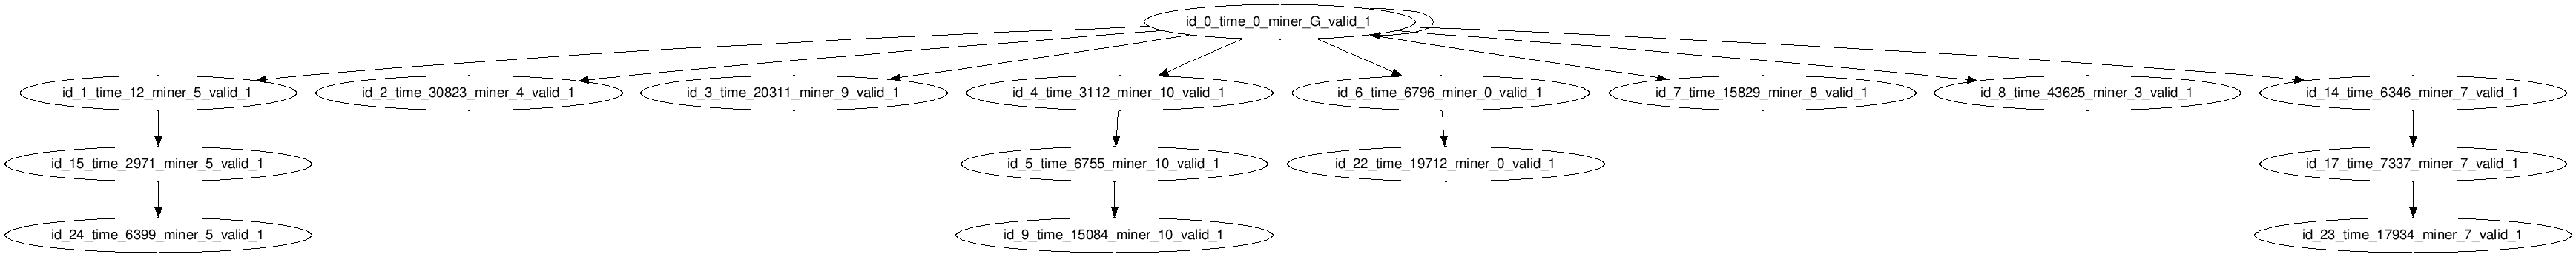 id_0_time_0_miner_G_valid_1
id_1_time_12_miner_5_valid_1
id_2_time_30823_miner_4_valid_1
id_3_time_20311_miner_9_valid_1
id_4_time_3112_miner_10_valid_1
id_6_time_6796_miner_0_valid_1
id_7_time_15829_miner_8_valid_1
id_8_time_43625_miner_3_valid_1
id_14_time_6346_miner_7_valid_1
id_15_time_2971_miner_5_valid_1
id_5_time_6755_miner_10_valid_1
id_22_time_19712_miner_0_valid_1
id_17_time_7337_miner_7_valid_1
id_24_time_6399_miner_5_valid_1
id_9_time_15084_miner_10_valid_1
id_23_time_17934_miner_7_valid_1